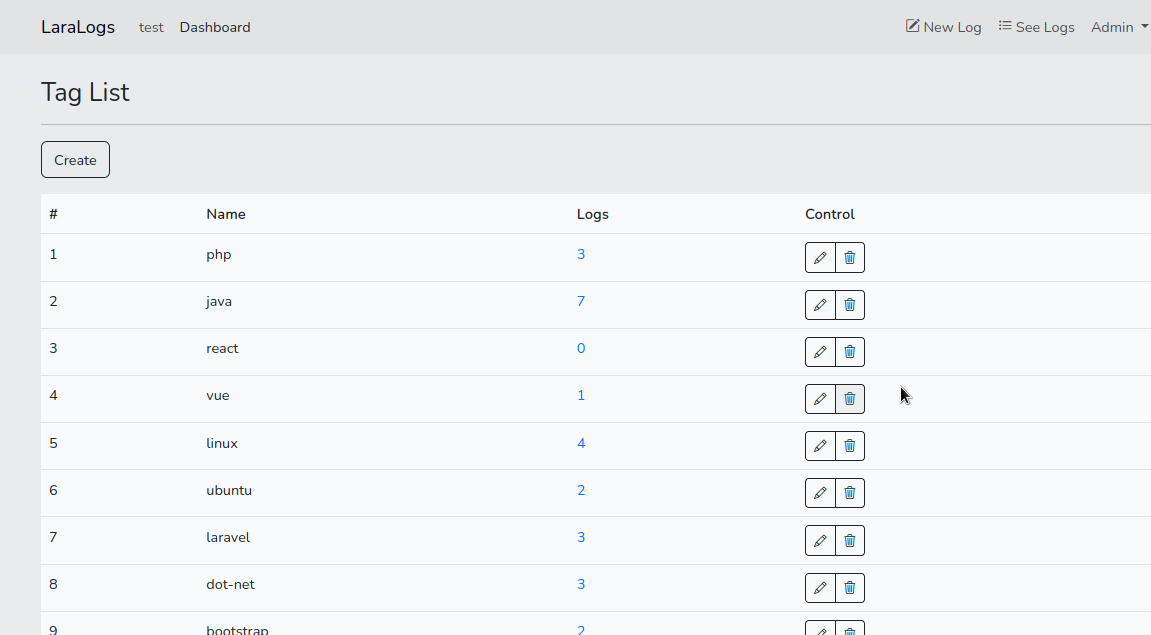 LaraLogs test Dashboard New Log See Logs Admin
Tag List
Create
# Name Logs Control
1 php 3
2 java 7
3 react 0
4 vue 1
5 linux 4
6 ubuntu 2
7 laravel 3
8 dot-net 3
9 bootstrap 2